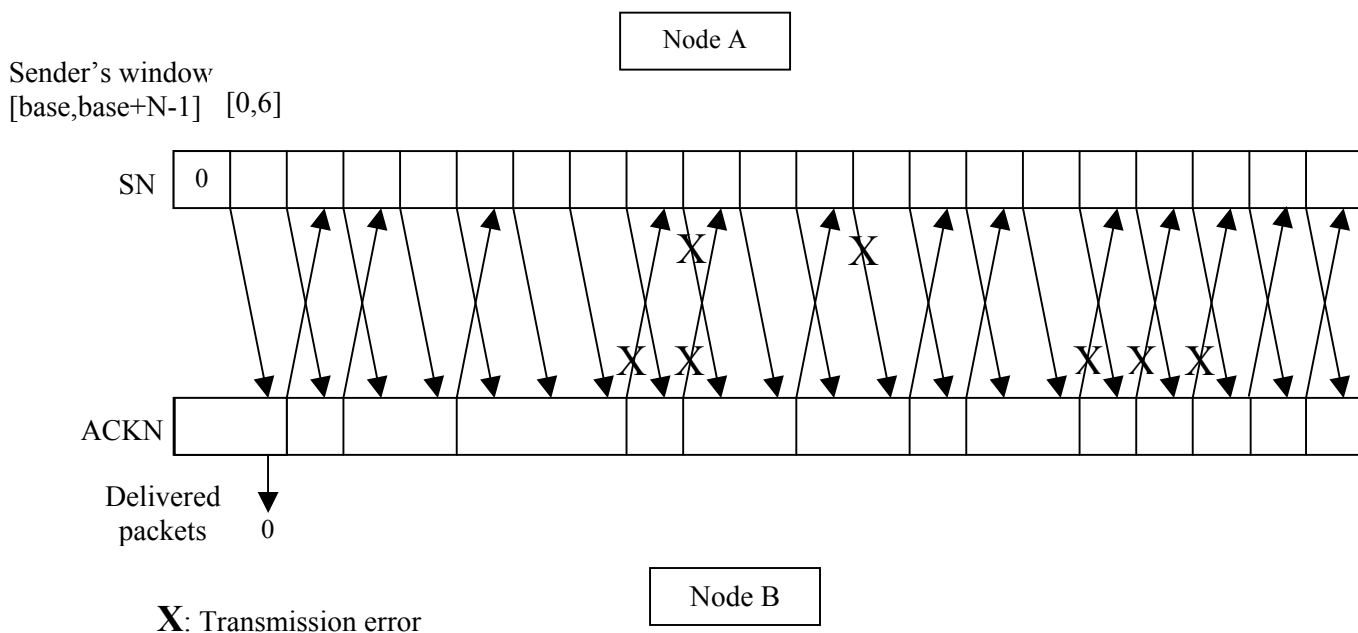 Node A
Sender's window
[base,base+N-1] [0,6]
SN 0
X X
X X X X X
ACKN
Delivered
packets 0
Node B
X: Transmission error